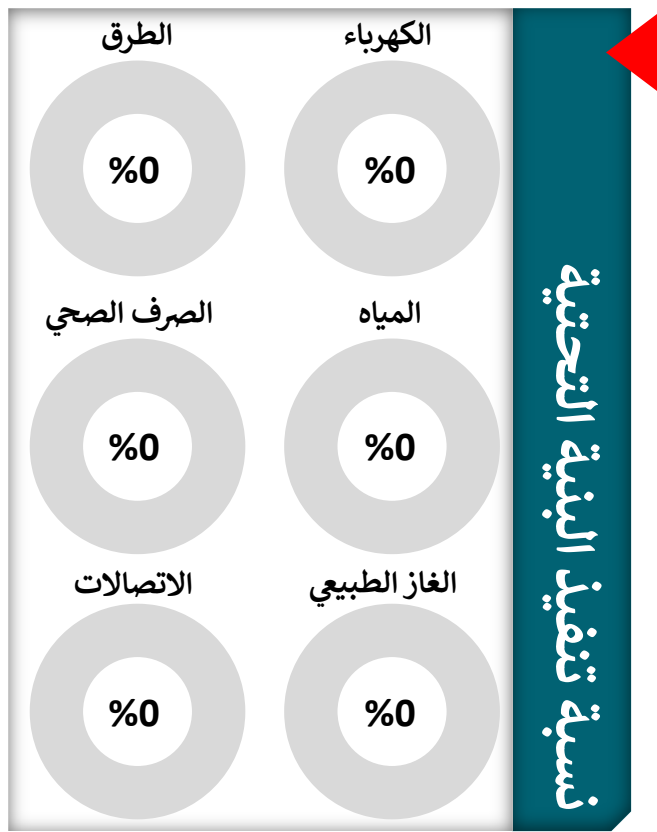 نسبة تنفيذ البنية التحتية
الكهرباء
%0
الطرق
%0
المياه
%0
الصرف الصحي
%0
الغاز الطبيعي
%0
الاتصالات
%0